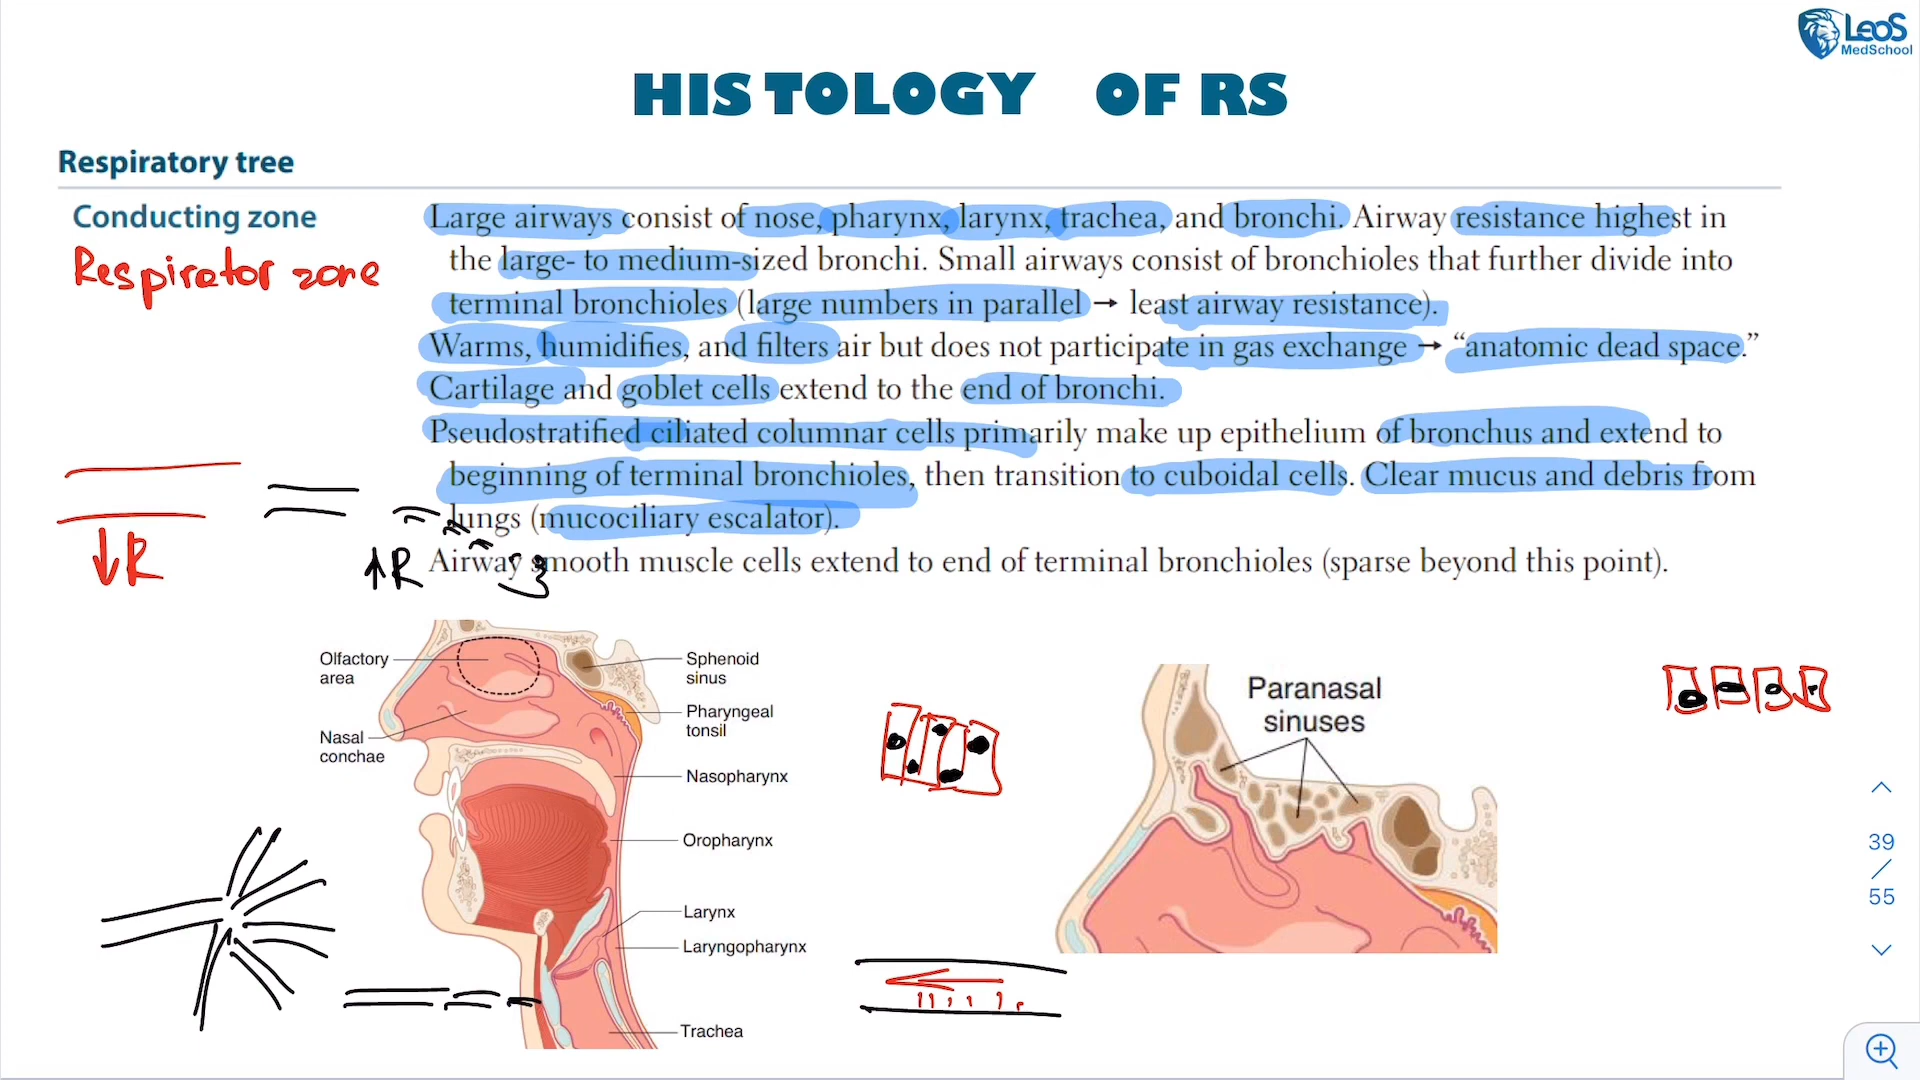 LeoS
MedSchool
HISTOLOGY OF RS
Respiratory tree
Conducting zone
Respirator zone
Large airways consist of nose, pharynx, larynx, trachea, and bronchi. Airway resistance highest in
the large- to medium-sized bronchi. Small airways consist of bronchioles that further divide into
terminal bronchioles (large numbers in parallel → least airway resistance).
Warms, humidifies, and filters air but does not participate in gas exchange → “anatomic dead space.”
Cartilage and goblet cells extend to the end of bronchi.
Pseudostratified ciliated columnar cells primarily make up epithelium of bronchus and extend to
beginning of terminal bronchioles, then transition to cuboidal cells. Clear mucus and debris from
lungs (mucociliary escalator).
Airway smooth muscle cells extend to end of terminal bronchioles (sparse beyond this point).
↓R
↑R
Olfactory
area
Nasal
conchae
Sphenoid
sinus
Pharyngeal
tonsil
Nasopharynx
Oropharynx
Larynx
Laryngopharynx
Trachea
Paranasal
sinuses
39
/
55